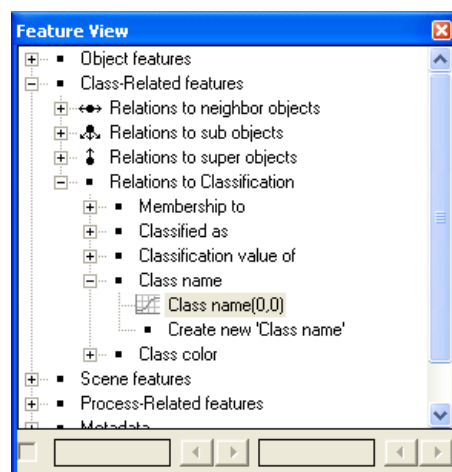 Feature View
Object features
Class-Related features
Relations to neighbor objects
Relations to sub objects
Relations to super objects
Relations to Classification
Membership to
Classified as
Classification value of
Class name
Class name(0,0)
Create new 'Class name'
Class color
Scene features
Process-Related features
Metadata